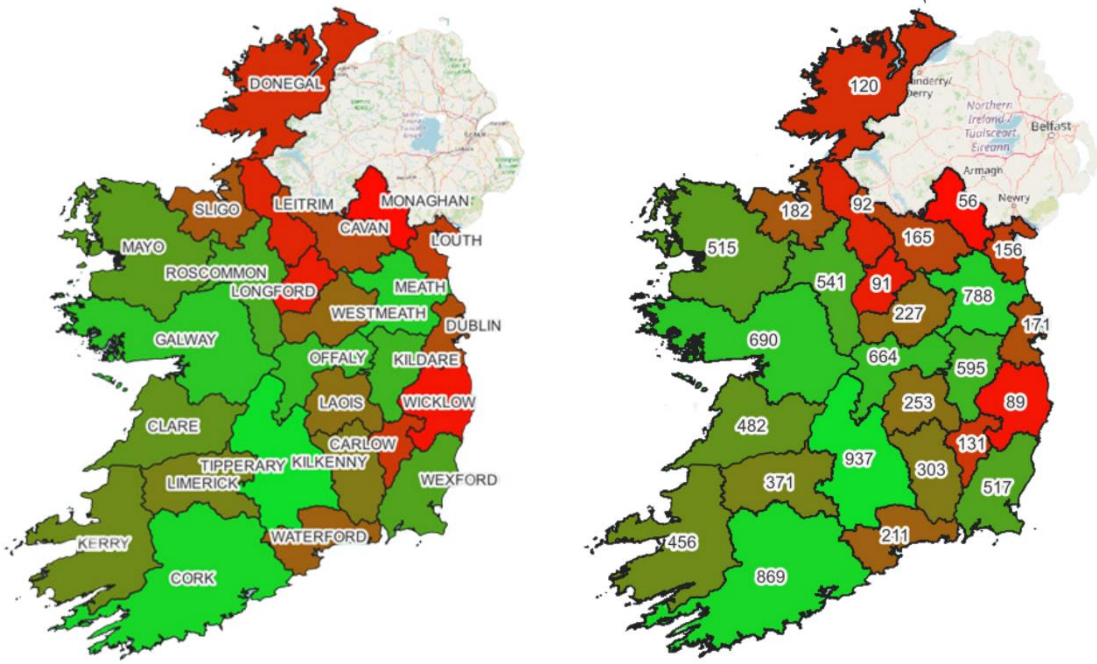 DONEGAL
SLIGO
LEITRIM
MONAGHAN
CAVAN
LOUTH
MAYO
ROSCOMMON
LONGFORD
MEATH
WESTMEATH
DUBLIN
GALWAY
OFFALY
KILDARE
LAOIS
WICKLOW
CLARE
CARLOW
TIPPERARY
KILKENNY
LIMERICK
WEXFORD
WATERFORD
KERRY
CORK
120
Derry
Northern
Ireland /
Tuaisceart
Éireann
Belfast
Armagh
Newry
182
92
56
165
156
515
541
91
788
227
171
690
664
595
253
89
482
131
937
303
371
517
211
456
869